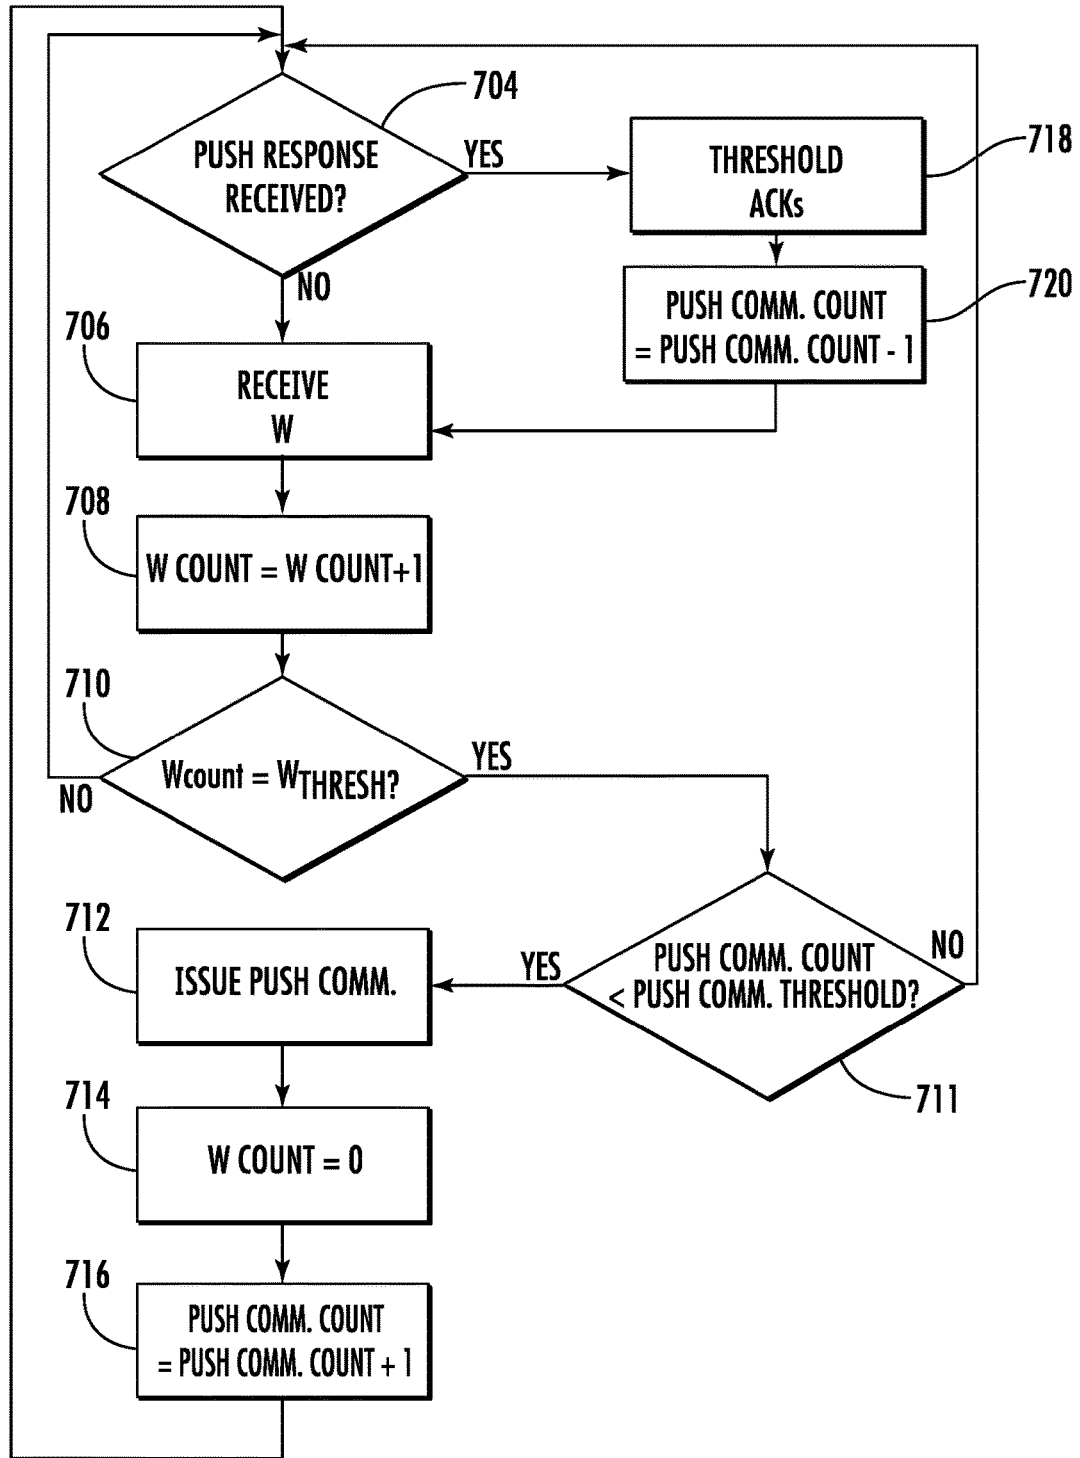 704
PUSH RESPONSE
RECEIVED?
YES
NO
718
THRESHOLD
ACKs
720
PUSH COMM. COUNT
= PUSH COMM. COUNT - 1
706
RECEIVE
W
708
W COUNT = W COUNT+1
710
Wcount = WTHRESH?
NO
YES
PUSH COMM. COUNT
< PUSH COMM. THRESHOLD?
YES
NO
711
712
ISSUE PUSH COMM.
714
W COUNT = 0
716
PUSH COMM. COUNT
= PUSH COMM. COUNT + 1